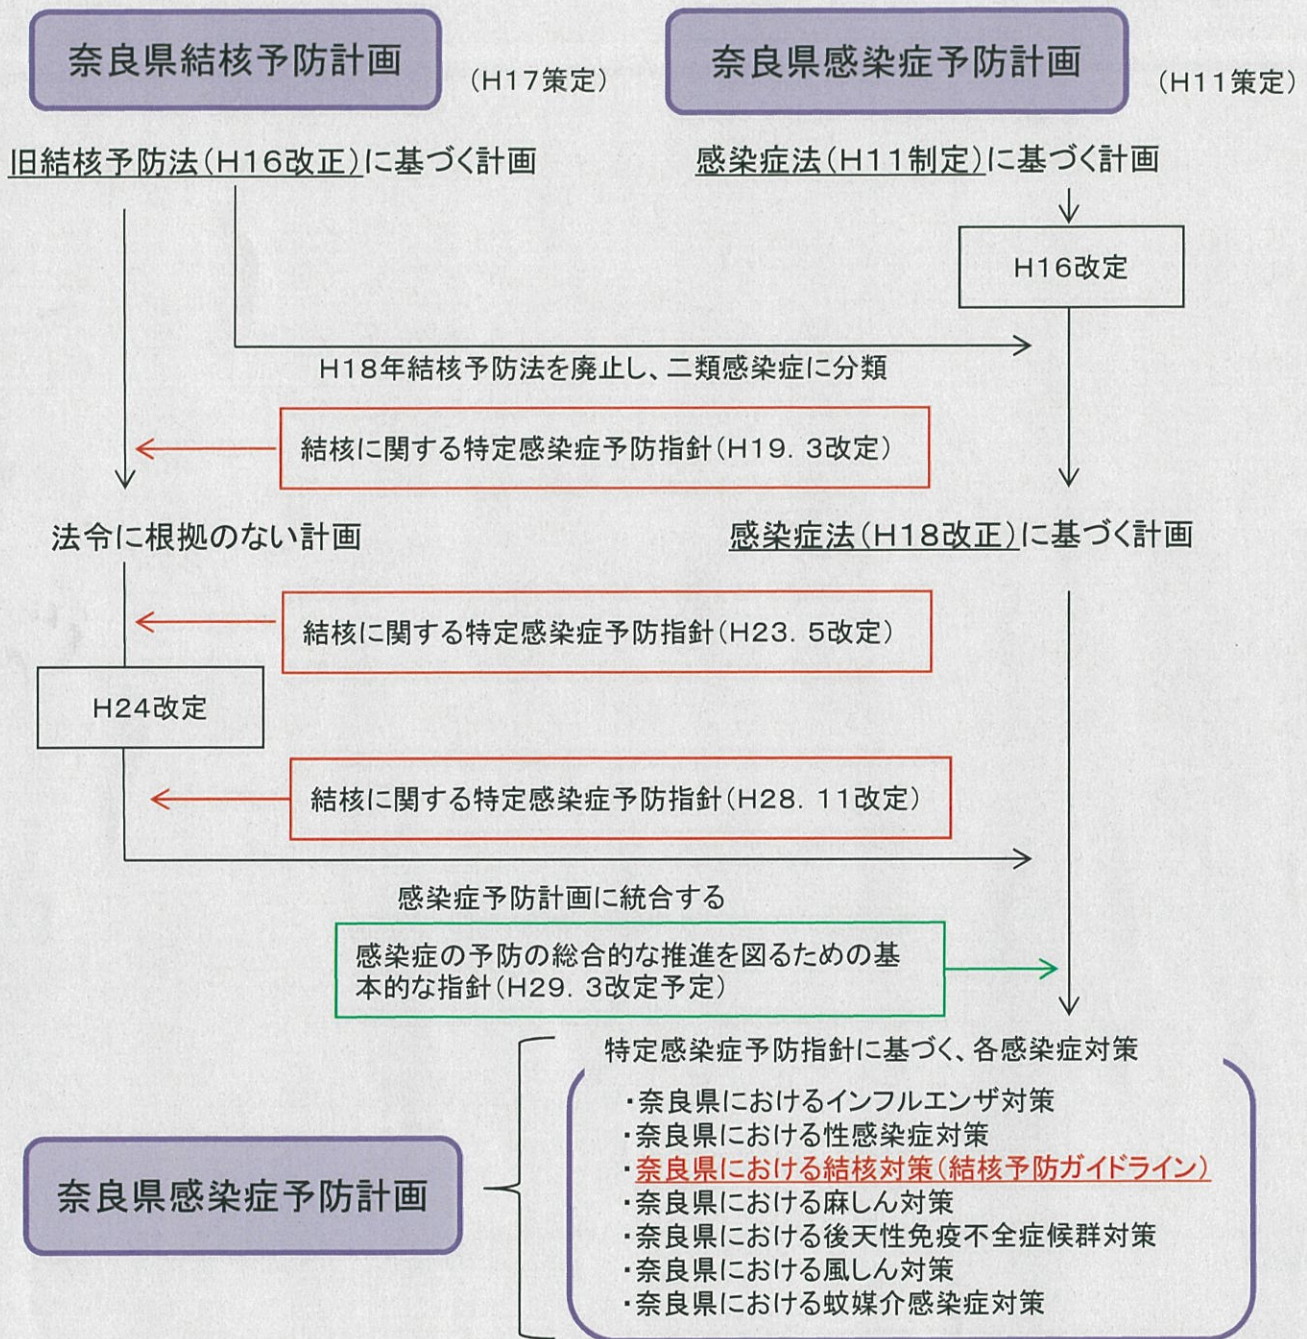 奈良県結核予防計画
(H17策定)
奈良県感染症予防計画
(H11策定)
旧結核予防法(H16改正)に基づく計画
感染症法(H11制定)に基づく計画
H16改定
H18年結核予防法を廃止し、二類感染症に分類
結核に関する特定感染症予防指針(H19.3改定)
法令に根拠のない計画
感染症法(H18改正)に基づく計画
結核に関する特定感染症予防指針(H23.5改定)
H24改定
結核に関する特定感染症予防指針(H28.11改定)
感染症予防計画に統合する
感染症の予防の総合的な推進を図るための基
本的な指針(H29.3改定予定)
特定感染症予防指針に基づく、各感染症対策
・奈良県におけるインフルエンザ対策
・奈良県における性感染症対策
・奈良県における結核対策(結核予防ガイドライン)
・奈良県における麻しん対策
・奈良県における後天性免疫不全症候群対策
・奈良県における風しん対策
・奈良県における蚊媒介感染症対策
奈良県感染症予防計画